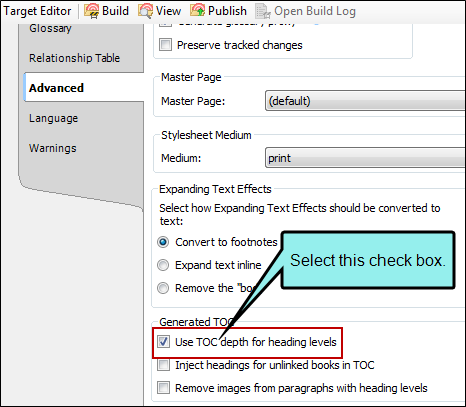 Target Editor Build View Publish Open Build Log
Glossary
Generate glossary proxy
Preserve tracked changes
Relationship Table
Advanced
Language
Warnings
Master Page
Master Page: (default)
Stylesheet Medium
Medium: print
Expanding Text Effects
Select how Expanding Text Effects should be converted to
text:
Convert to footnotes
Expand text inline
Remove the "bo
Select this check box.
Generated TOC
Use TOC depth for heading levels
Inject headings for unlinked books in TOC
Remove images from paragraphs with heading levels